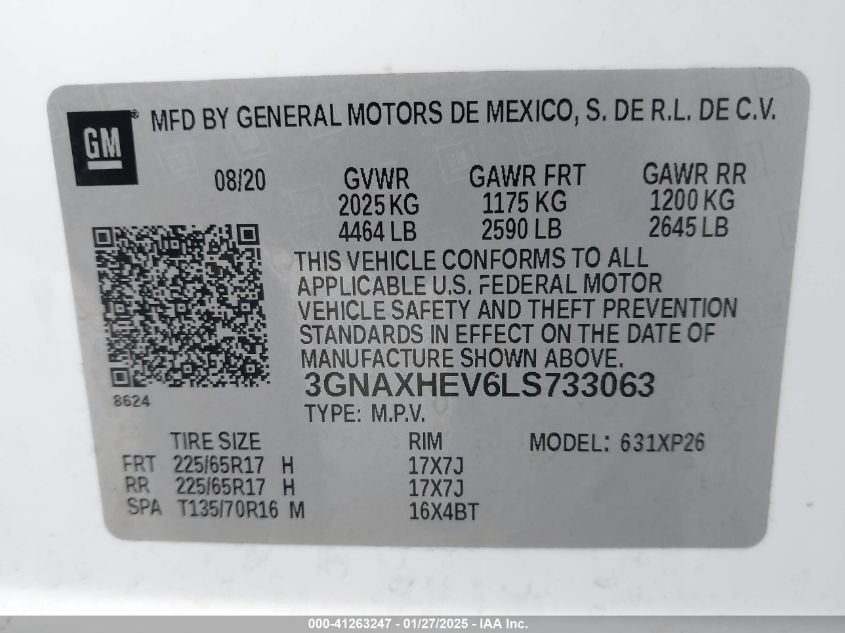 GM
MFD BY GENERAL MOTORS DE MEXICO, S. DE R.L. DE C.V.
08/20 GVWR GAWR FRT GAWR RR
2025 KG 1175 KG 1200 KG
4464 LB 2590 LB 2645 LB
THIS VEHICLE CONFORMS TO ALL
APPLICABLE U.S. FEDERAL MOTOR
VEHICLE SAFETY AND THEFT PREVENTION
STANDARDS IN EFFECT ON THE DATE OF
MANUFACTURE SHOWN ABOVE.
8624
3GNAXHEV6LS733063
TYPE: M.P.V.
TIRE SIZE RIM MODEL: 631XP26
FRT 225/65R17 H 17X7J
RR 225/65R17 H 17X7J
SPA T135/70R16 M 16X4BT
000-41263247 - 01/27/2025 - IAA Inc.